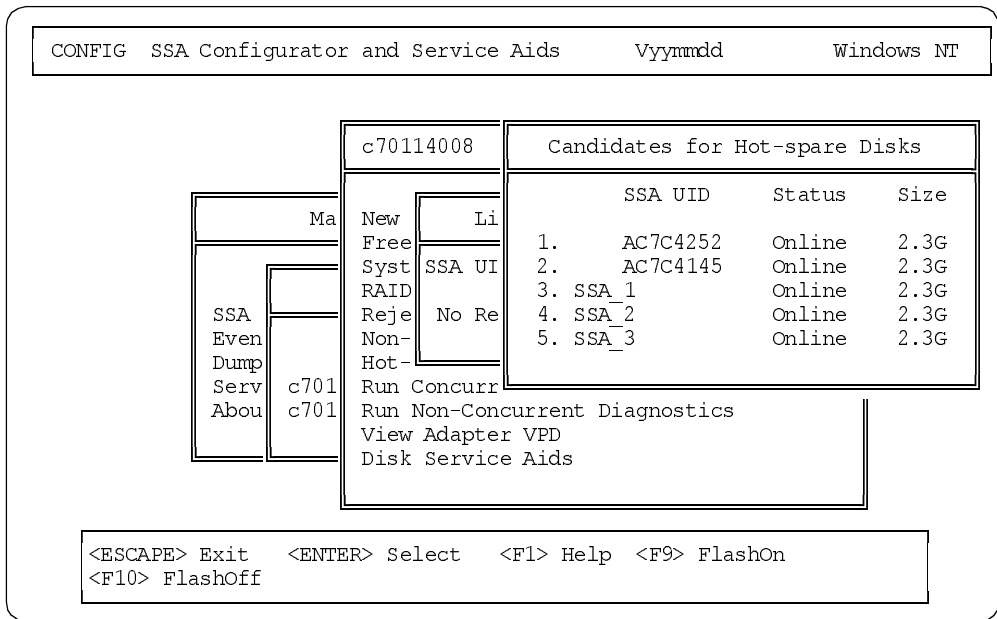 CONFIG SSA Configurator and Service Aids Vyymmdd Windows NT
c70114008
Candidates for Hot-spare Disks
SSA UID Status Size
1. AC7C4252 Online 2.3G
2. AC7C4145 Online 2.3G
3. SSA_1 Online 2.3G
4. SSA_2 Online 2.3G
5. SSA_3 Online 2.3G
Ma
SSA
Even
Dump
Serv
Abou
c701
c701
New
Free
Syst
RAID
Reje
Non-
Hot-
Run Concurr
Run Non-Concurrent Diagnostics
View Adapter VPD
Disk Service Aids
Li
SSA UI
No Re
<ESCAPE> Exit <ENTER> Select <F1> Help <F9> FlashOn
<F10> FlashOff